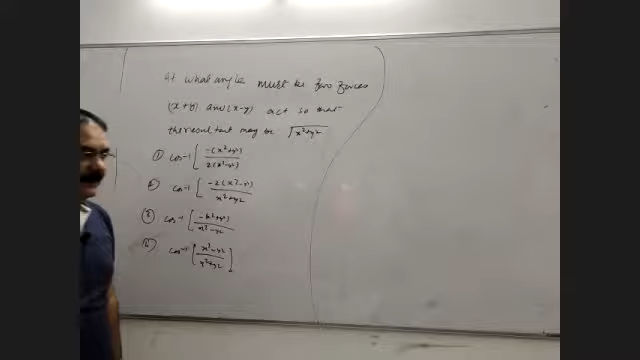 At what angle must be two forces
(x+y) and (x-y) act so that
the resultant may be √x²+y²
① cos⁻¹ [ -(x²+y²) / 2(x²-y²)
② cos⁻¹ [ -2(x²-y²) / x²+y²
③ cos⁻¹ [ -(x²+y²) / x²-y²
cos⁻¹ [ x²-y² / x²+y² ]